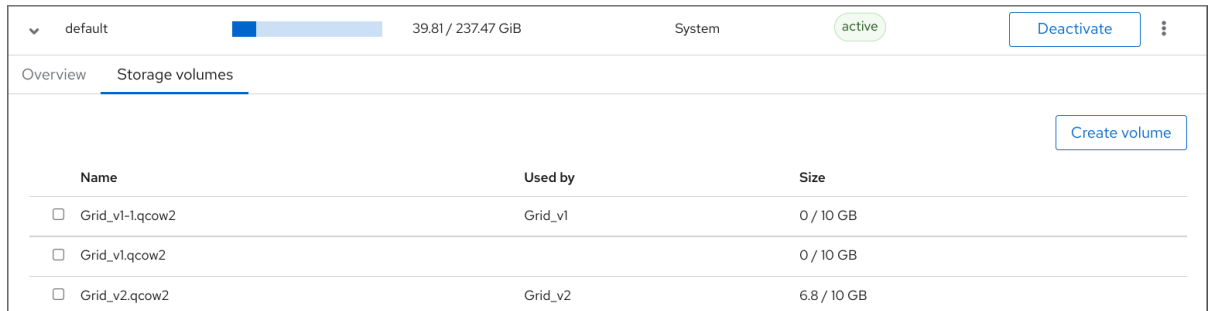 default 39.81 / 237.47 GiB System active Deactivate
Overview Storage volumes
Create volume
Name Used by Size
Grid_v1-1.qcow2 Grid_v1 0 / 10 GB
Grid_v1.qcow2 0 / 10 GB
Grid_v2.qcow2 Grid_v2 6.8 / 10 GB